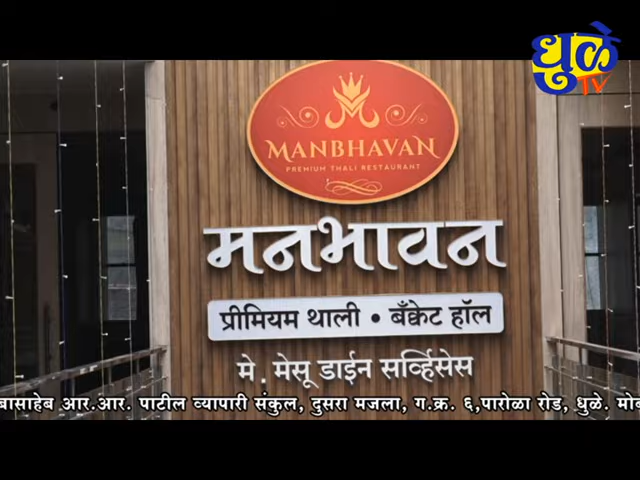 धुळे
TV
MANBHAVAN
PREMIUM THALI RESTAURANT
मनभावन
प्रीमियम थाली • बँक्वेट हॉल
मे. मेसू डाईन सर्व्हिसेस
बासाहेब आर.आर. पाटील व्यापारी संकुल, दुसरा मजला, ग.क्र. ६,पारोळा रोड, धुळे.